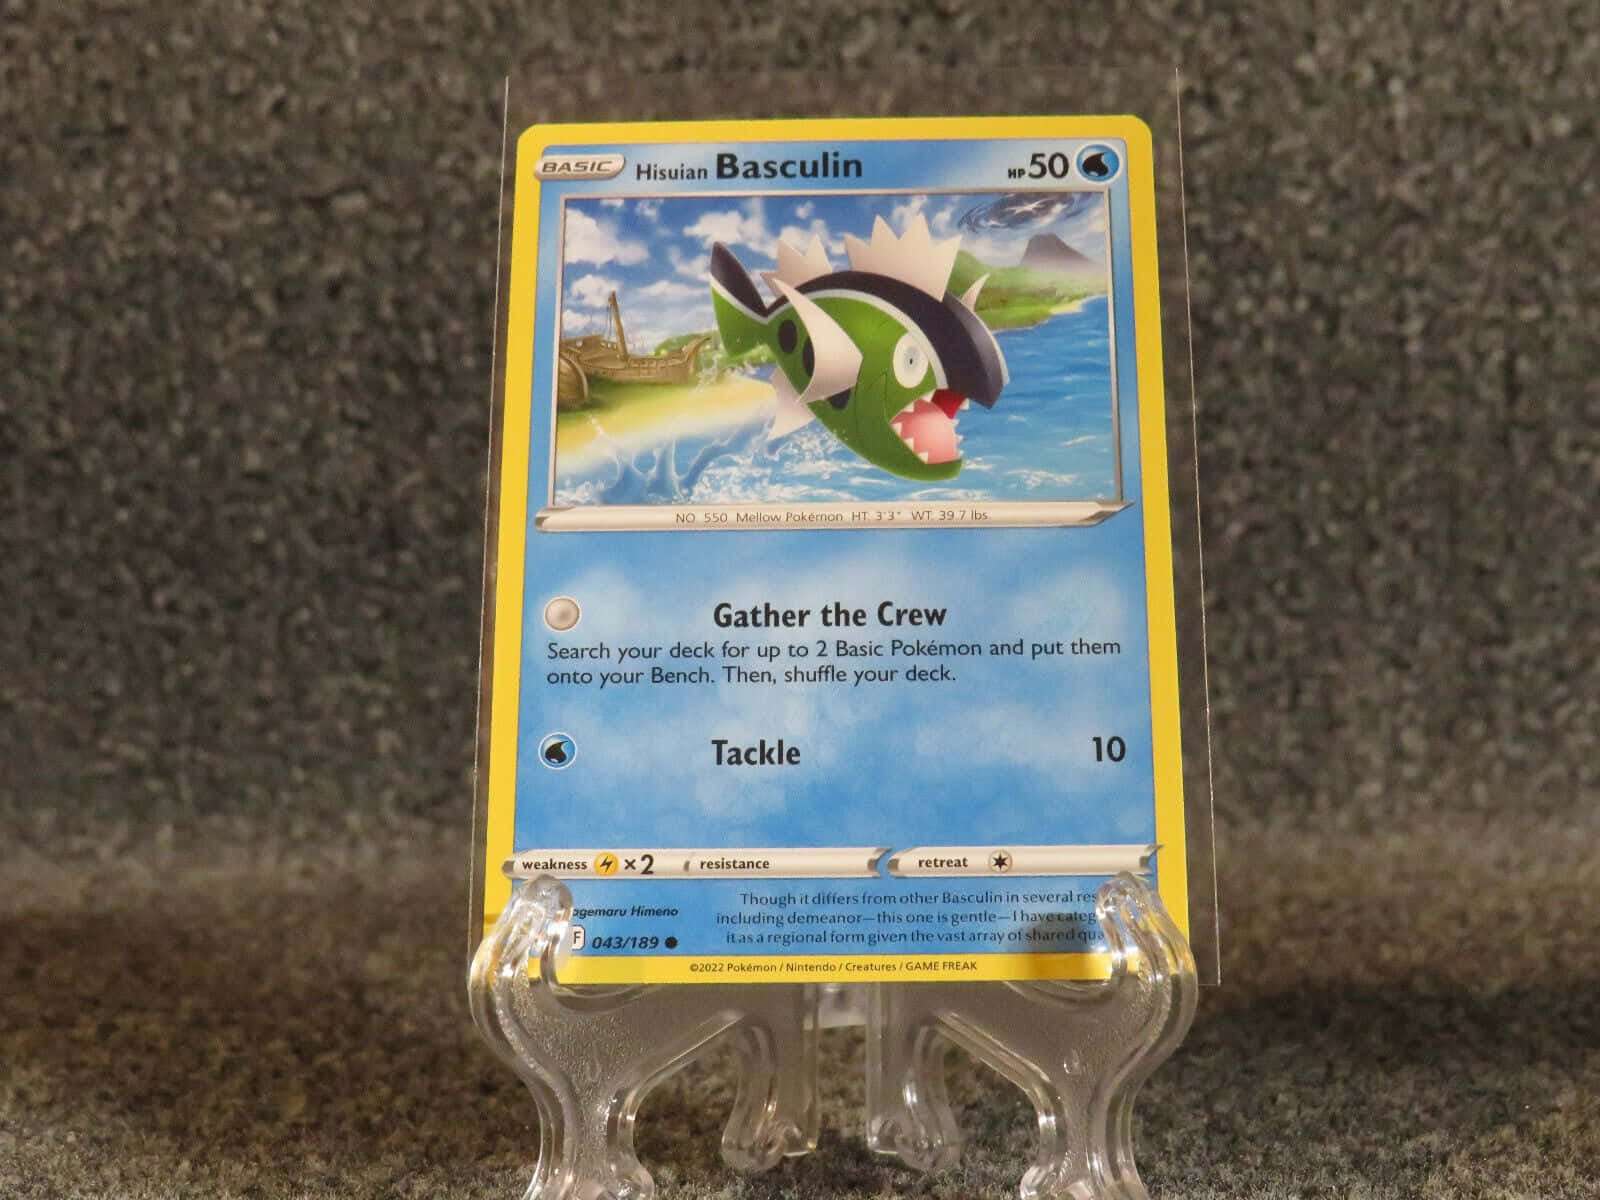 BASIC Hisuian Basculin HP 50
NO. 550 Mellow Pokémon HT. 3'3" WT. 39.7 lbs.
Gather the Crew
Search your deck for up to 2 Basic Pokémon and put them
onto your Bench. Then, shuffle your deck.
Tackle 10
weakness ×2 resistance retreat
Himeno
Though it differs from other Basculin in several
including demeanor—this one is gentle—I have
it as a regional form given the vast array of shared
F 043/189
©2022 Pokémon / Nintendo / Creatures / GAME FREAK